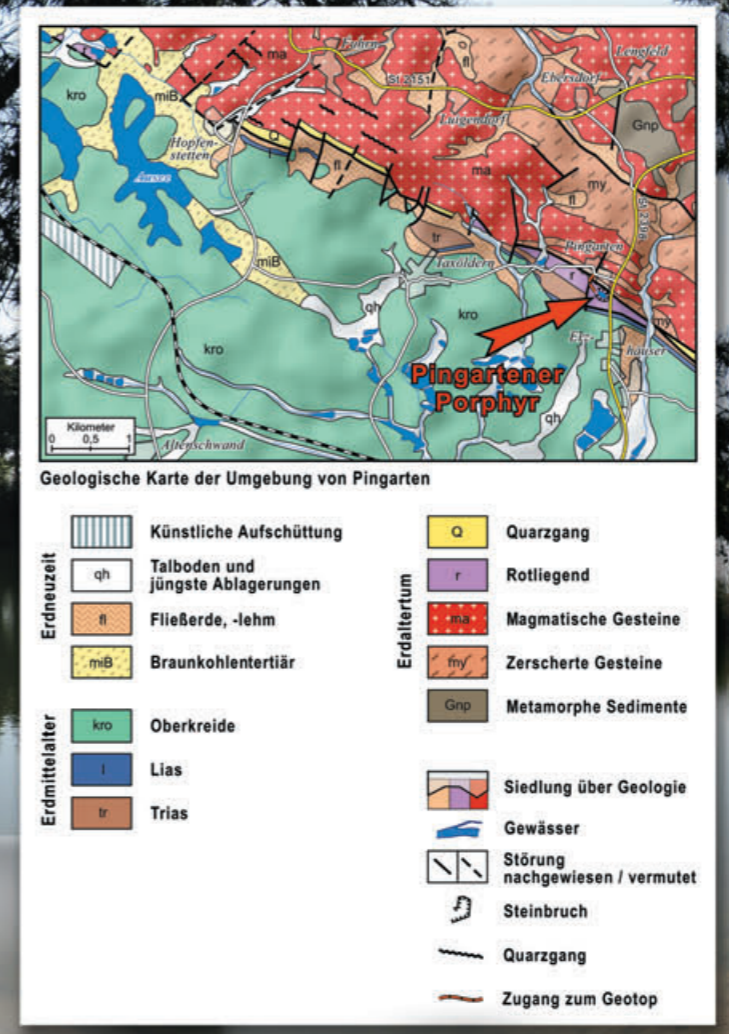 Fuhrn
Lengfeld
ma
fl
St 2151
Ebersdorf
kro
miB
Luigendorf
Gnp
Hopfen-
stetten
Q
fl
ma
my
St 2398
Ausee
fl
tr
Pingarten
Taxöldern
r
miB
qh
kro
my
kro
hauser
Pingartener
Porphyr
qh
Kilometer
0 0,5 1
Altenschwand
Geologische Karte der Umgebung von Pingarten
Erdneuzeit
Künstliche Aufschüttung
qh
Talboden und
jüngste Ablagerungen
fl
Fließerde, -lehm
miB
Braunkohlentertiär
Erdmittelalter
kro
Oberkreide
l
Lias
tr
Trias
Erdaltertum
Q
Quarzgang
r
Rotliegend
ma
Magmatische Gesteine
my
Zerscherte Gesteine
Gnp
Metamorphe Sedimente
Siedlung über Geologie
Gewässer
Störung
nachgewiesen / vermutet
Steinbruch
Quarzgang
Zugang zum Geotop